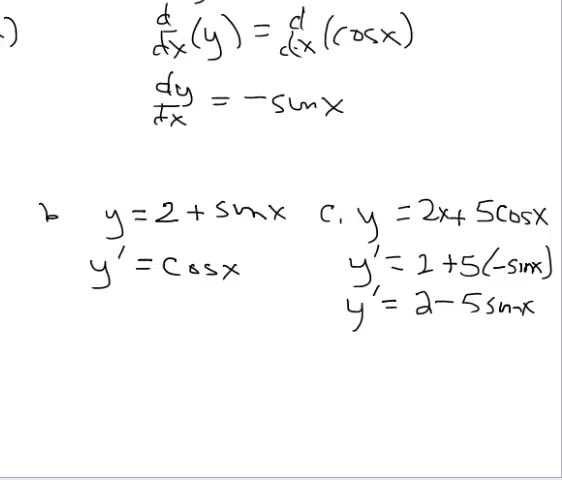 d/dx (y) = d/dx (cosx)
dy/dx = -sinx
b y = 2 + sinx
y' = cosx
c. y = 2x + 5cosx
y' = 2 + 5(-sinx)
y' = 2 - 5sinx